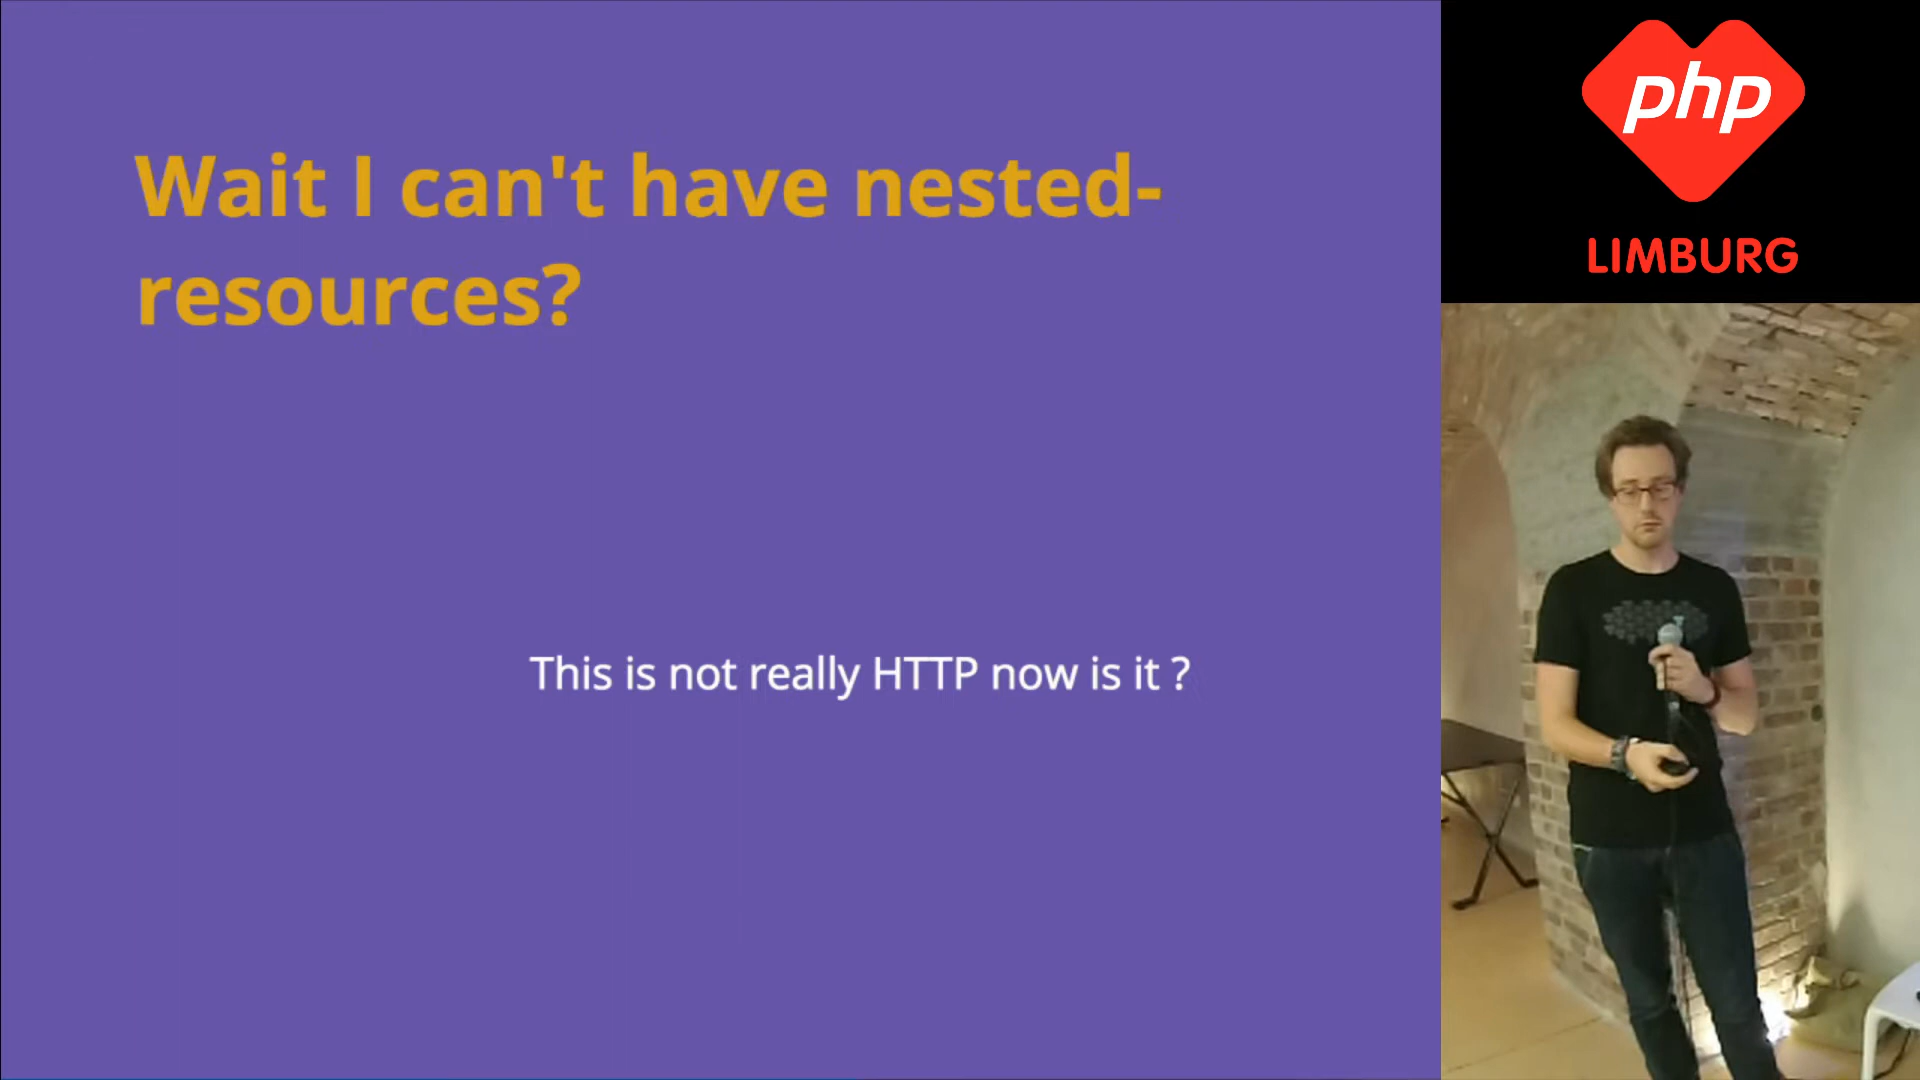 Wait I can't have nested-
resources?
This is not really HTTP now is it ?
php
LIMBURG